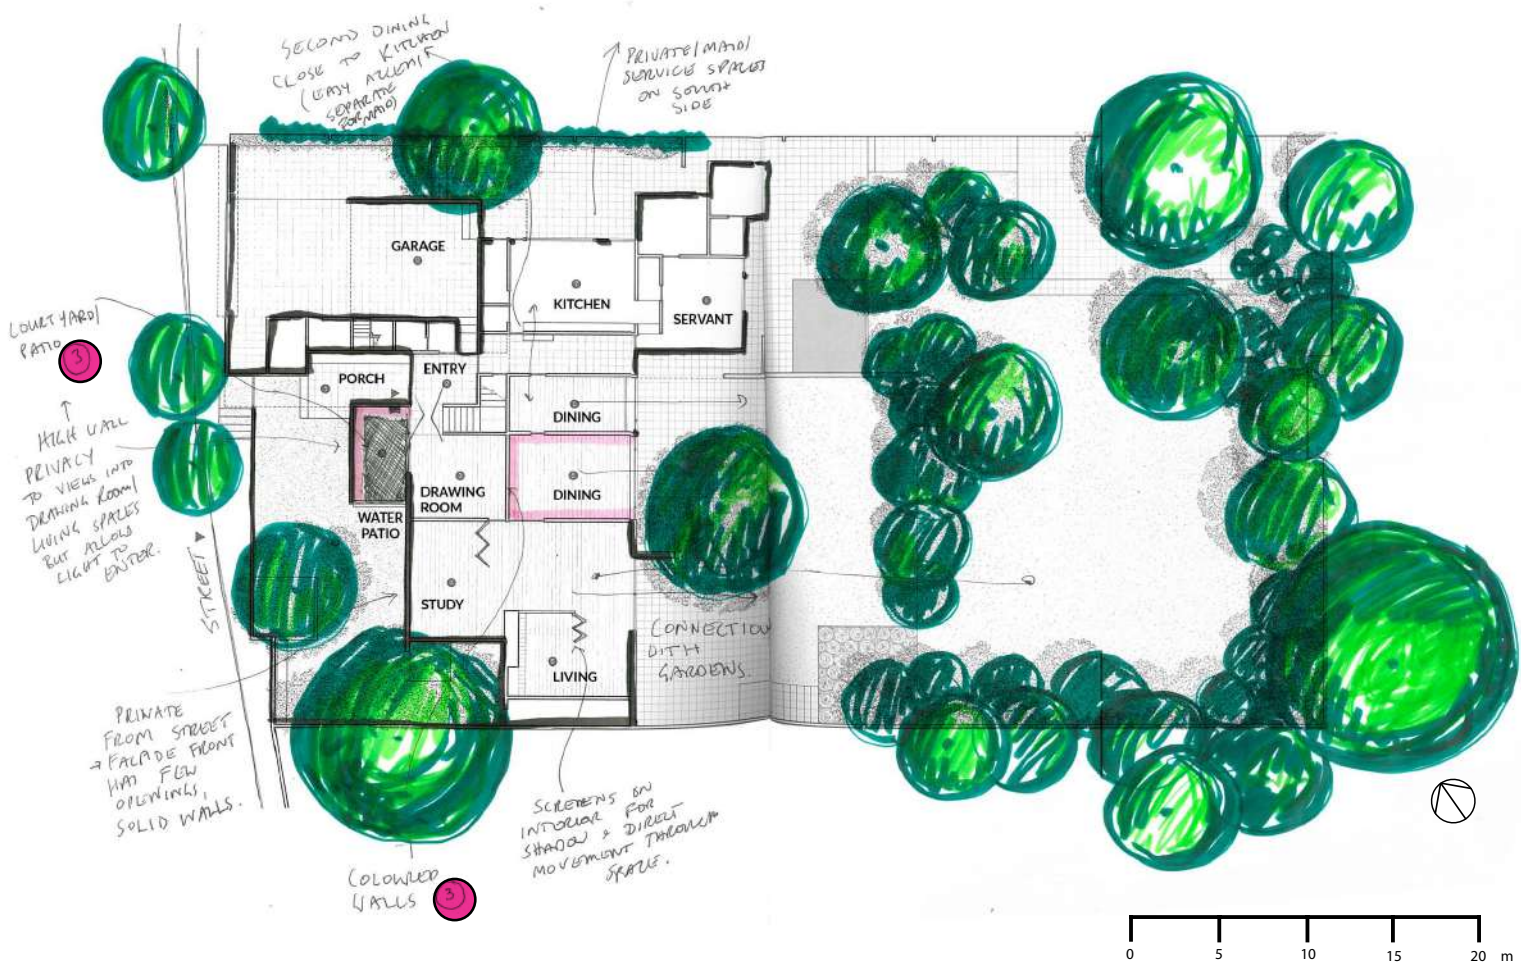 SECOND DINING
CLOSE TO KITCHEN
(EASY
SEPARATE
FOR MAID)
PRIVATE/MAID/
SERVICE SPACES
ON SOUTH
SIDE
GARAGE
KITCHEN
SERVANT
COURTYARD/
PATIO
3
PORCH
ENTRY
DINING
HIGH WALL
PRIVACY
TO VIEWS INTO
DRAWING ROOM/
LIVING SPACES
BUT ALLOWS
LIGHT TO
ENTER.
DRAWING
ROOM
DINING
WATER
PATIO
STREET
STUDY
LIVING
CONNECTION
WITH
GARDENS.
PRIVATE
FROM STREET
→ FACADE FRONT
HAS FEW
OPENINGS,
SOLID WALLS.
SCREENS ON
INTERIOR FOR
SHADOW & DIRECT
MOVEMENT THROUGH
SPACE.
COLOURED
WALLS
3
0 5 10 15 20 m